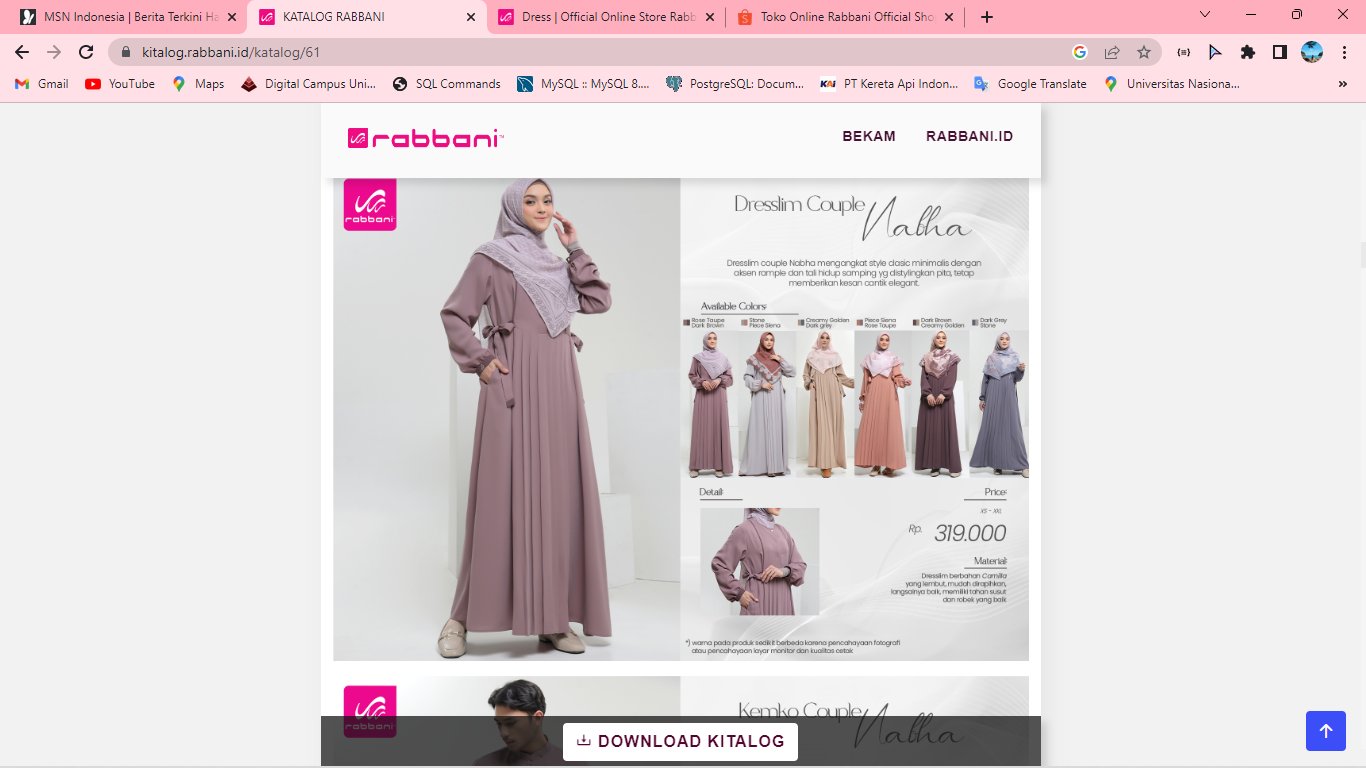 MSN Indonesia | Berita Terkini Ha
KATALOG RABBANI
Dress | Official Online Store Rabb
Toko Online Rabbani Official Sho
kitalog.rabbani.id/katalog/61
Gmail
YouTube
Maps
Digital Campus Uni...
SQL Commands
MySQL :: MySQL 8....
PostgreSQL: Docum...
PT Kereta Api Indon...
Google Translate
Universitas Nasiona...
rabbani™
BEKAM
RABBANI.ID
rabbani
Dresslim Couple
Nalha
Dresslim couple Nabha mengangkat style clasic minimalis dengan
aksen rample dan tali hidup samping yg distylingkan pita, tetap
memberikan kesan cantik elegant.
Available Colors:
Rose Taupe
Dark Brown
Stone
Piece Siena
Creamy Golden
Dark grey
Piece Siena
Rose Taupe
Dark Brown
Creamy Golden
Dark Grey
Stone
Detail:
Price:
XS - XXL
Rp. 319.000
Material:
Dresslim berbahan Camilla
yang lembut, mudah dirapihkan,
langsainya baik, memiliki tahan susut
dan robek yang baik
*) warna pada produk sedikit berbeda karena pencahayaan fotografi
atau pencahayaan layar monitor dan kualitas cetak
rabbani
Kemko Couple
Nalha
DOWNLOAD KITALOG